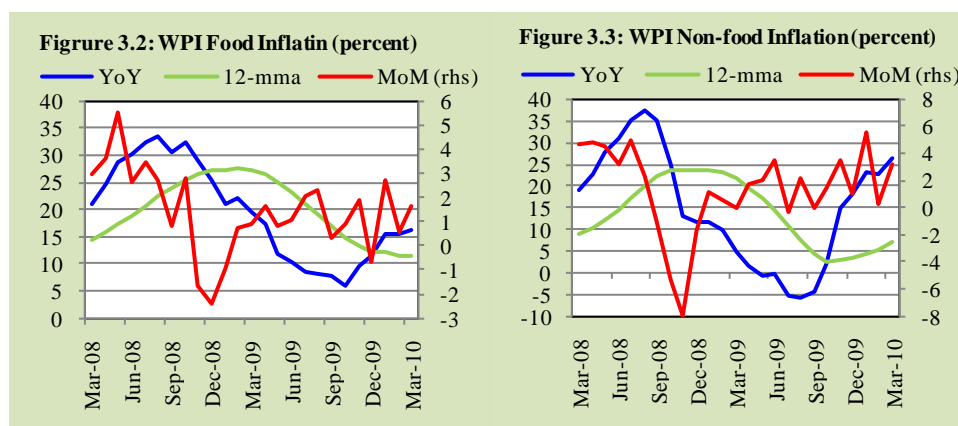 Figrure 3.2: WPI Food Inflatin (percent)
YoY 12-mma MoM (rhs)
40
35
30
25
20
15
10
5
0
6
5
4
3
2
1
0
-1
-2
-3
Mar-08
Jun-08
Sep-08
Dec-08
Mar-09
Jun-09
Sep-09
Dec-09
Mar-10
Figure 3.3: WPI Non-food Inflation (percent)
YoY 12-mma MoM (rhs)
40
35
30
25
20
15
10
5
0
-5
-10
8
6
4
2
0
-2
-4
-6
-8
Mar-08
Jun-08
Sep-08
Dec-08
Mar-09
Jun-09
Sep-09
Dec-09
Mar-10